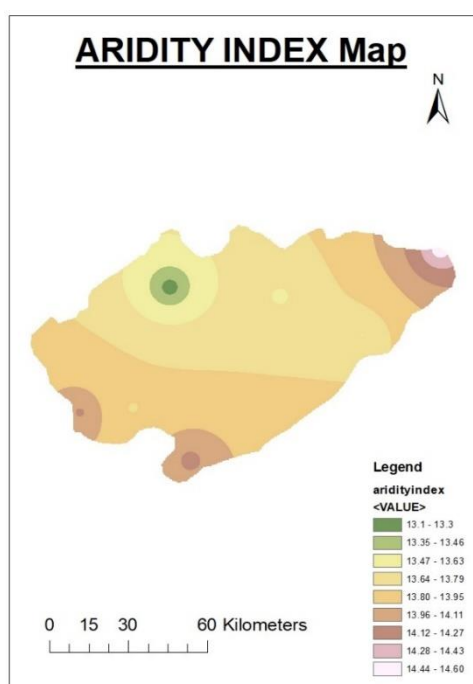 ARIDITY INDEX Map
N
Legend
aridityindex
<VALUE>
13.1 - 13.3
13.35 - 13.46
13.47 - 13.63
13.64 - 13.79
13.80 - 13.95
13.96 - 14.11
14.12 - 14.27
14.28 - 14.43
14.44 - 14.60
0 15 30 60 Kilometers